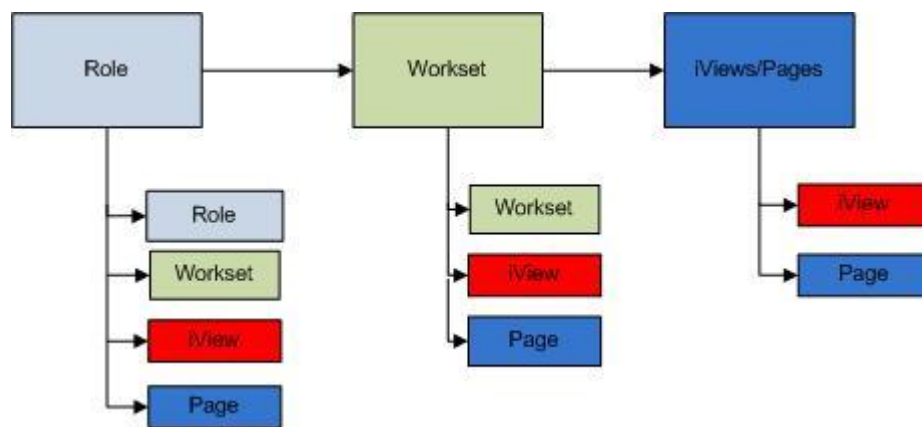 Role
Workset
iViews/Pages
Role
Workset
iView
Page
Workset
iView
Page
iView
Page